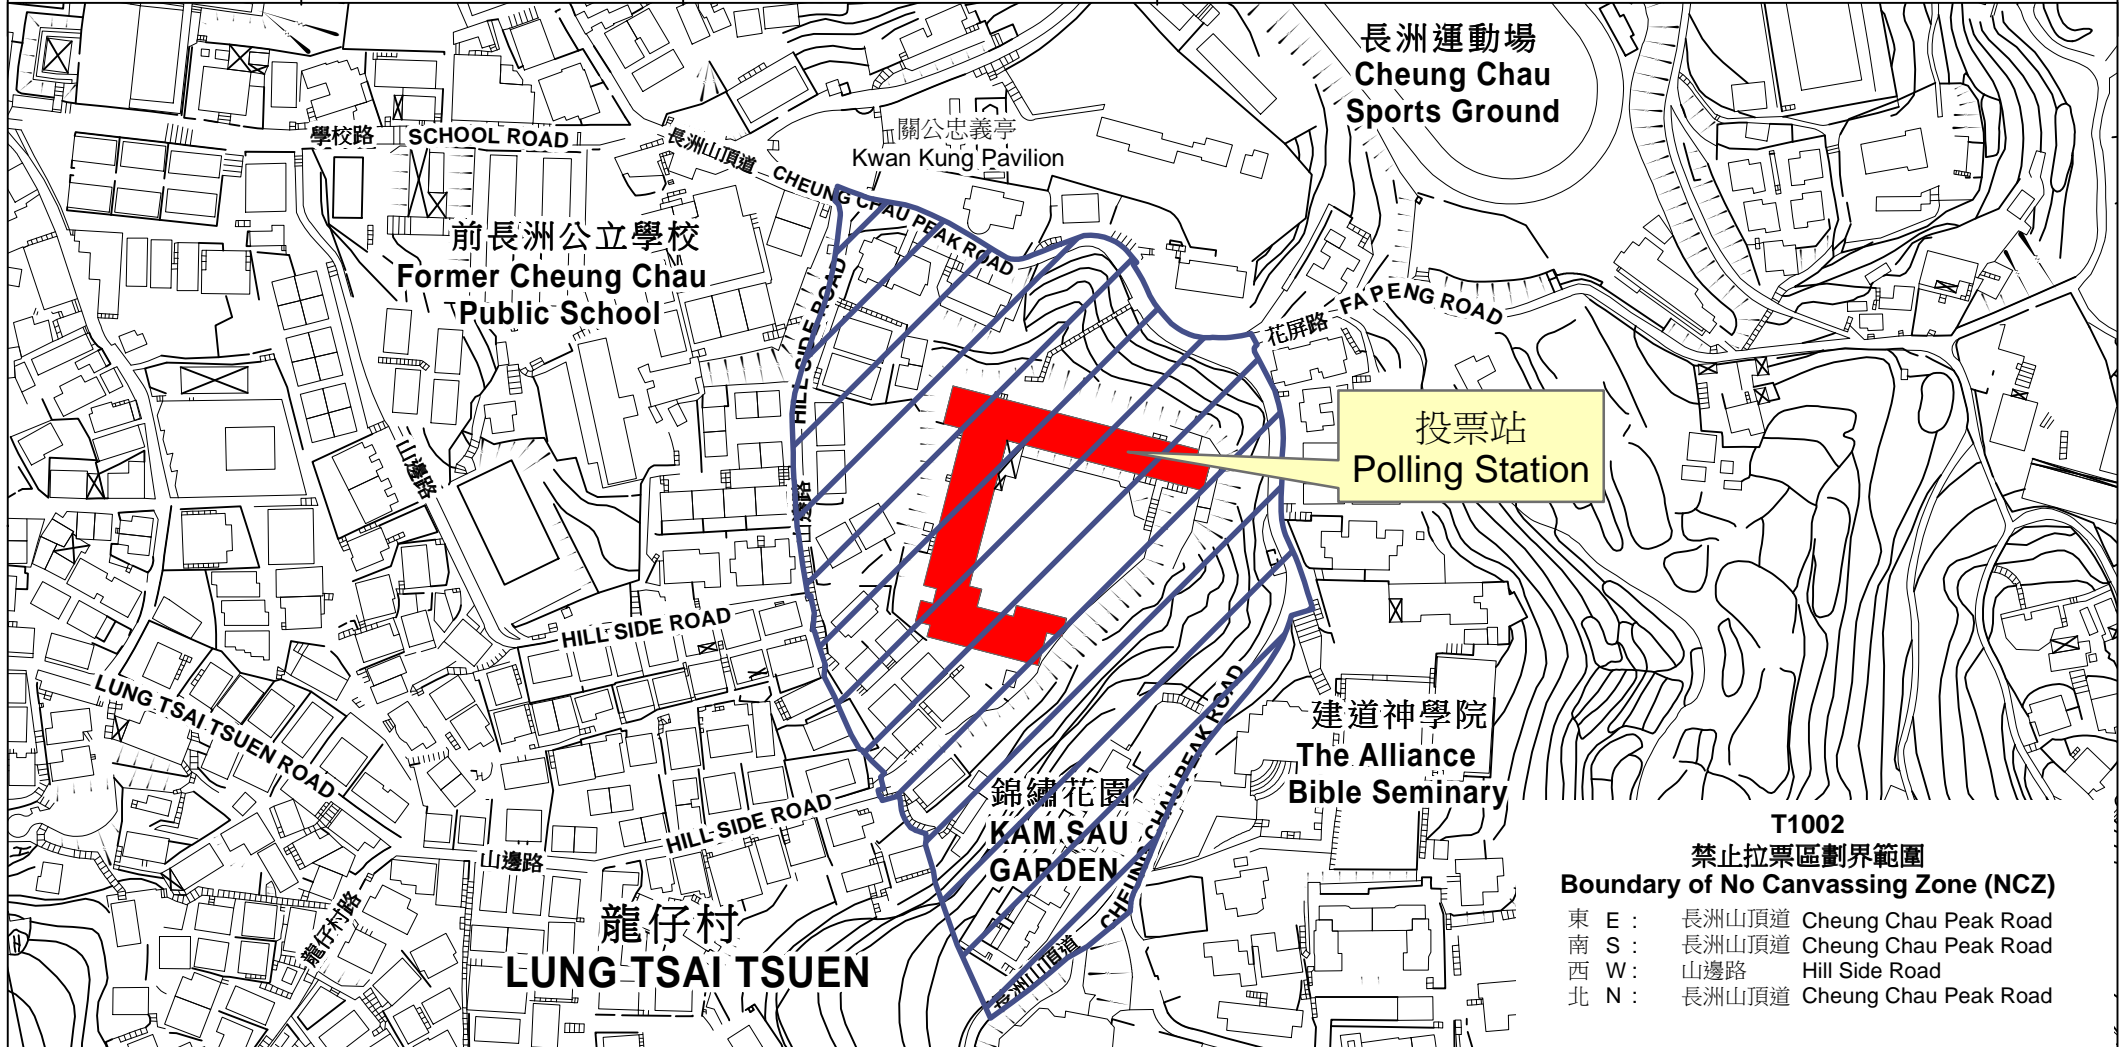 長洲運動場
Cheung Chau
Sports Ground
學校路 SCHOOL ROAD
長洲山頂道 CHEUNG CHAU PEAK ROAD
關公忠義亭
Kwan Kung Pavilion
前長洲公立學校
Former Cheung Chau
Public School
HILL SIDE ROAD
花屏路 FA PENG ROAD
投票站
Polling Station
山邊路
山邊路
HILL SIDE ROAD
LUNG TSAI TSUEN ROAD
CHEUNG CHAU PEAK ROAD
建道神學院
The Alliance
Bible Seminary
錦繡花園
KAM SAU
GARDEN
HILL SIDE ROAD
山邊路
龍仔村路
龍仔村
LUNG TSAI TSUEN
長洲山頂道
T1002
禁止拉票區劃界範圍
Boundary of No Canvassing Zone (NCZ)
東 E : 長洲山頂道 Cheung Chau Peak Road
南 S : 長洲山頂道 Cheung Chau Peak Road
西 W : 山邊路 Hill Side Road
北 N : 長洲山頂道 Cheung Chau Peak Road